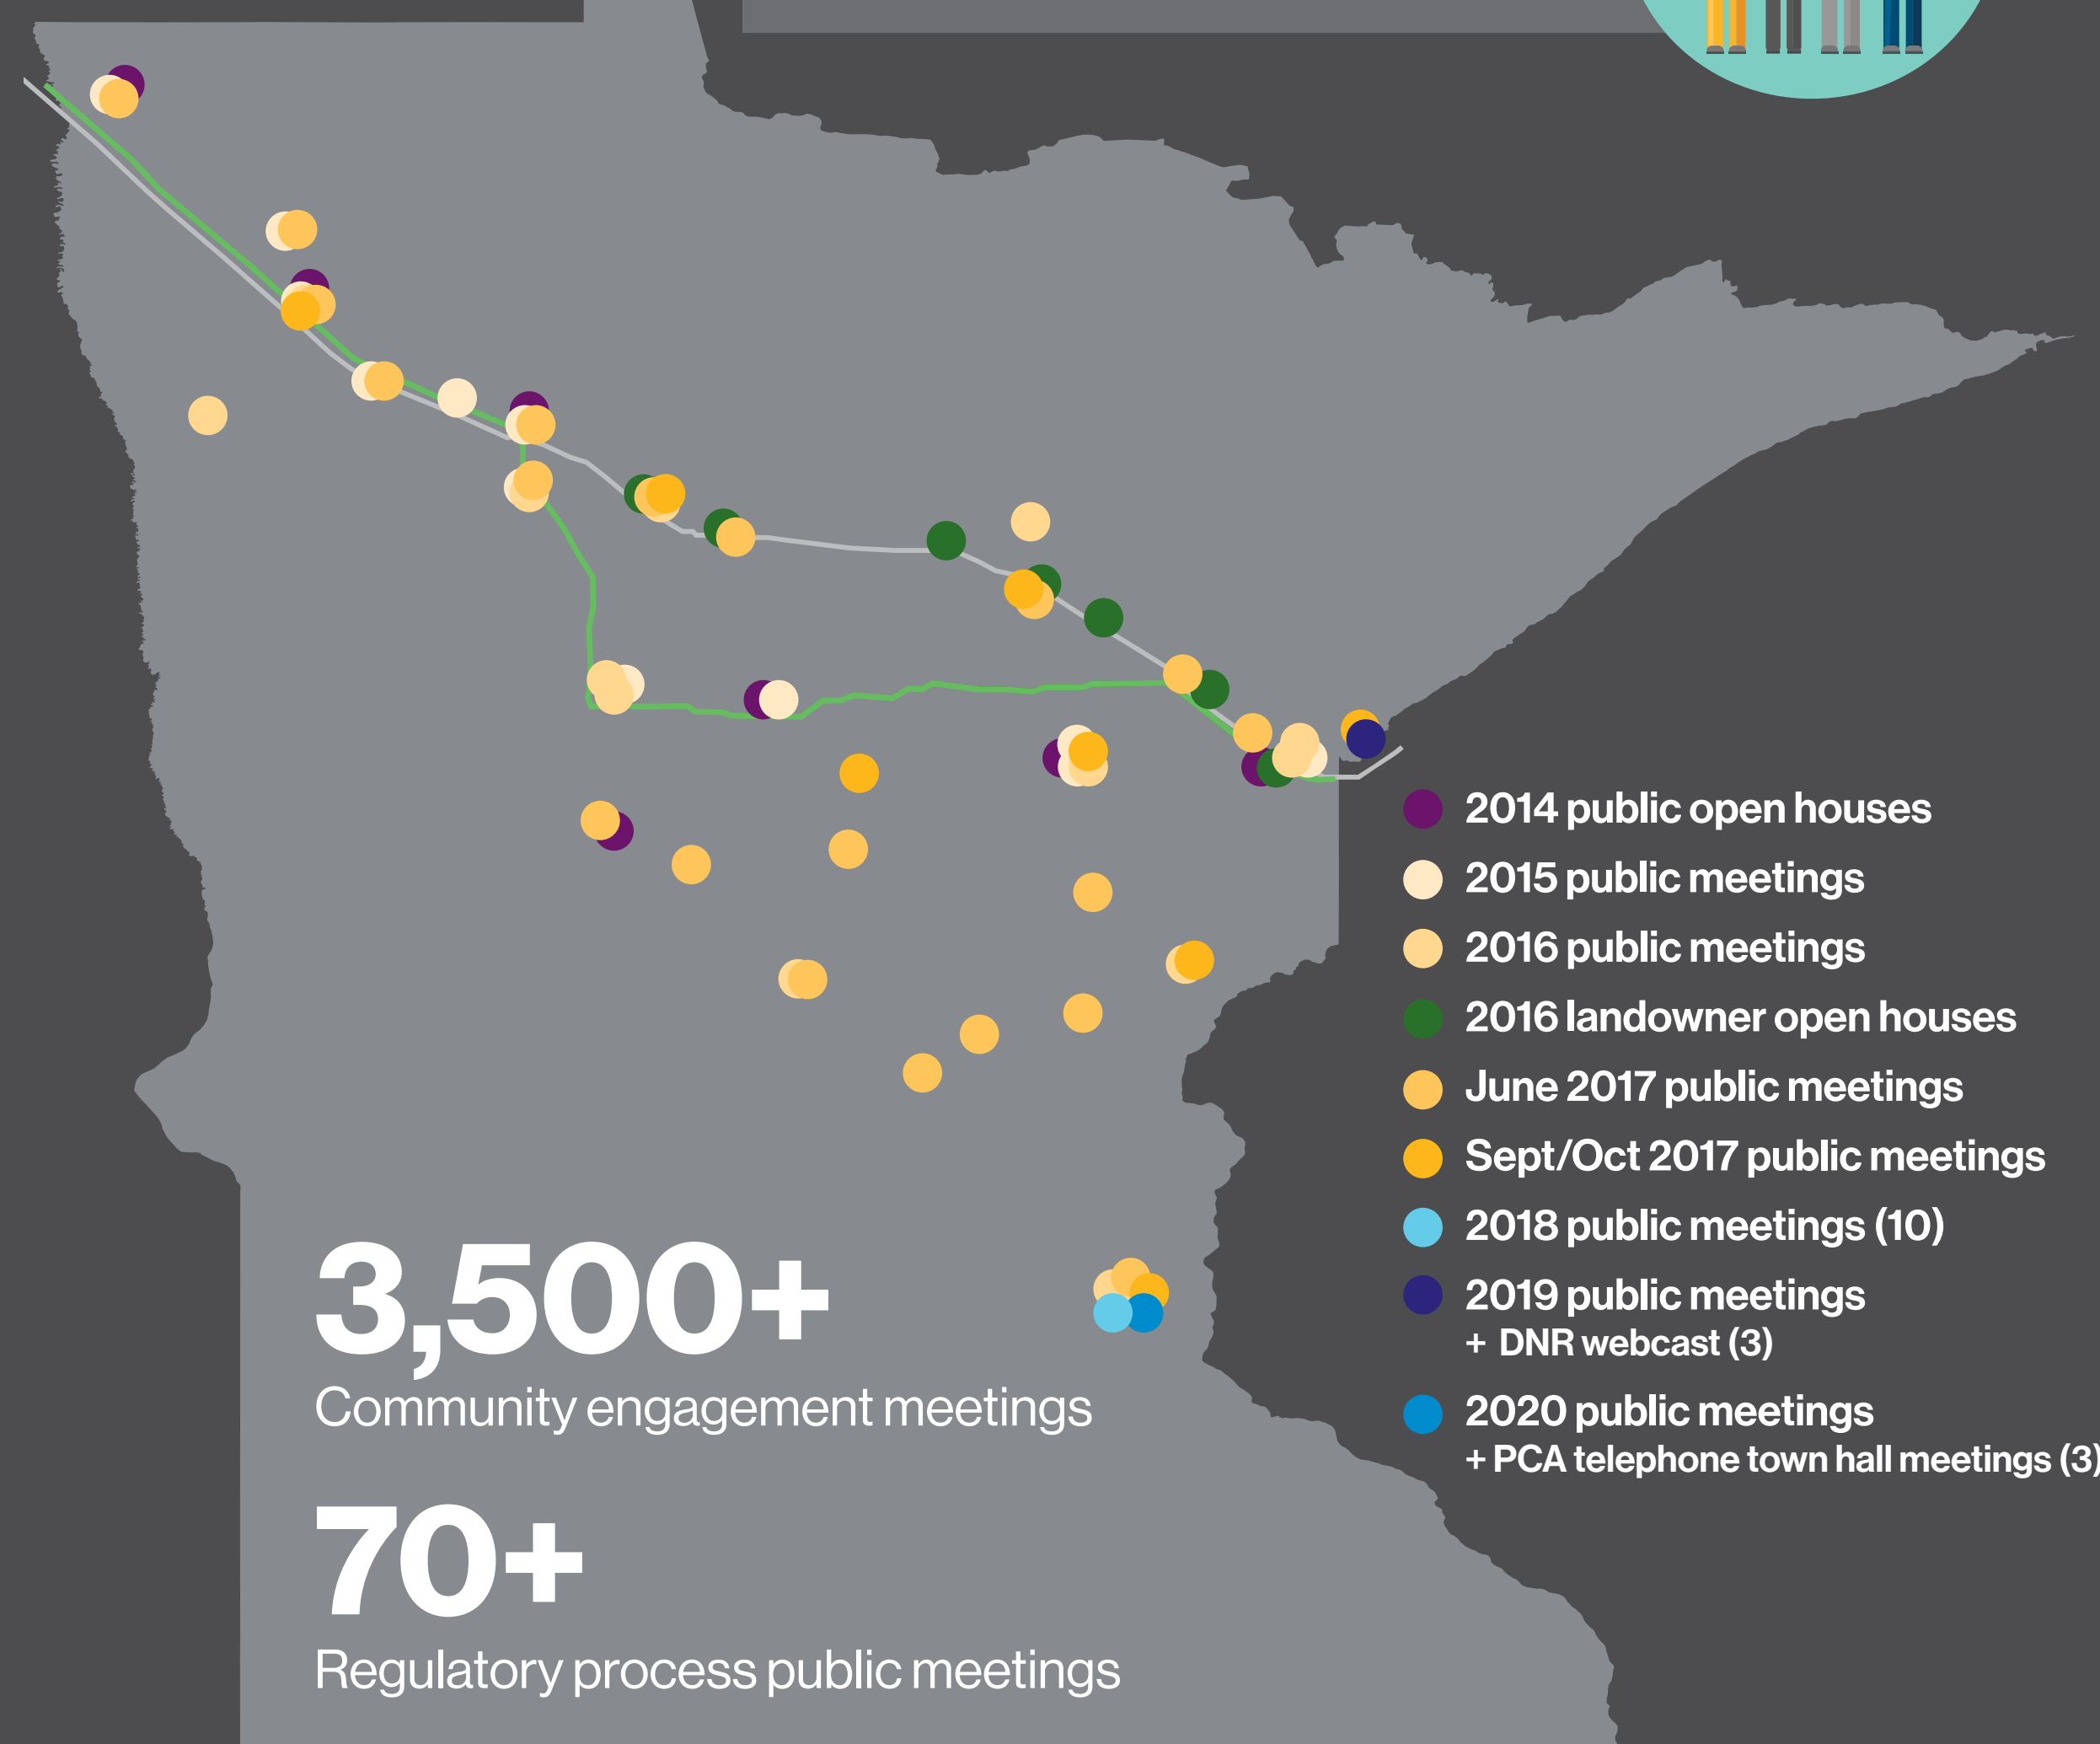 2014 public open houses
2015 public meetings
2016 public meetings
2016 landowner open houses
June 2017 public meetings
Sept/Oct 2017 public meetings
2018 public meetings (10)
2019 public meetings
+ DNR webcast (3)
2020 public meetings
+ PCA telephone town hall meetings (3)
3,500+
Community engagement meetings
70+
Regulatory process public meetings